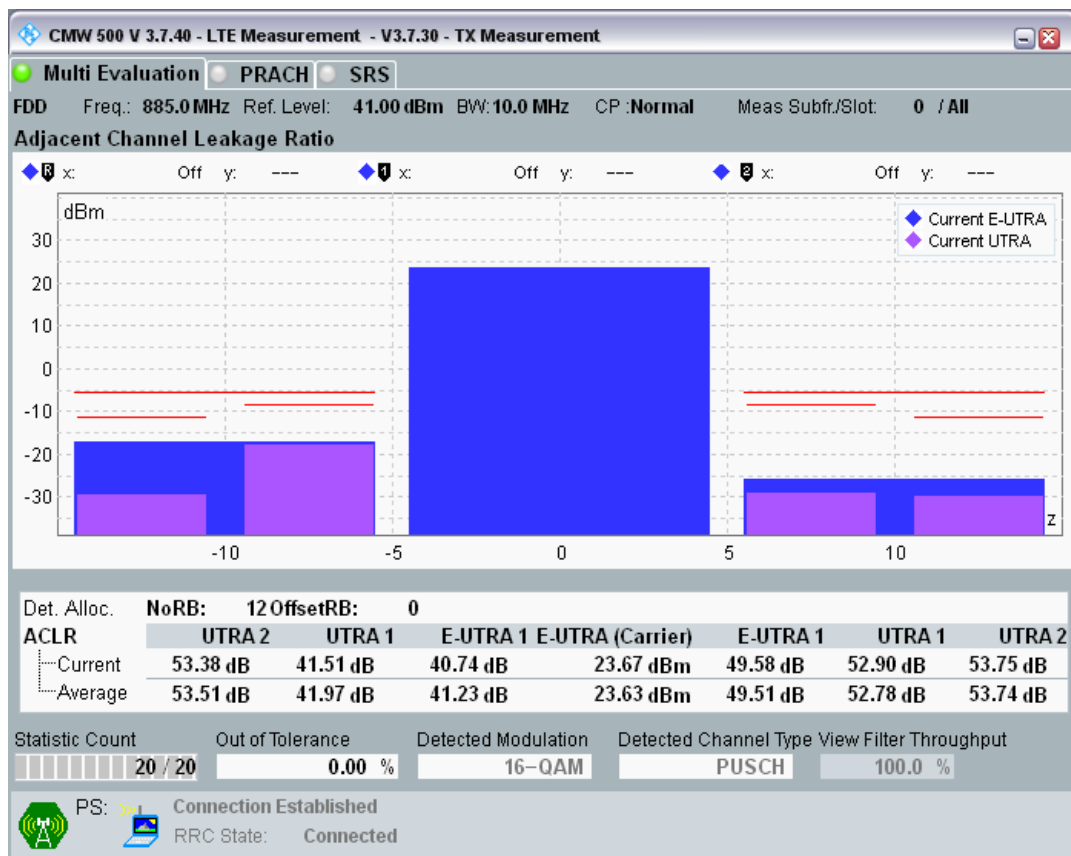 CMW 500 V 3.7.40 - LTE Measurement - V3.7.30 - TX Measurement
Multi Evaluation PRACH SRS
FDD Freq.: 885.0 MHz Ref. Level: 41.00 dBm BW: 10.0 MHz CP :Normal Meas Subfr./Slot: 0 / All
Adjacent Channel Leakage Ratio
R x: Off y: --- 1 x: Off y: --- 2 x: Off y: ---
dBm
Current E-UTRA
Current UTRA
30
20
10
0
-10
-20
-30
z
-10 -5 0 5 10
Det. Alloc. NoRB: 12 OffsetRB: 0
ACLR UTRA 2 UTRA 1 E-UTRA 1 E-UTRA (Carrier) E-UTRA 1 UTRA 1 UTRA 2
Current 53.38 dB 41.51 dB 40.74 dB 23.67 dBm 49.58 dB 52.90 dB 53.75 dB
Average 53.51 dB 41.97 dB 41.23 dB 23.63 dBm 49.51 dB 52.78 dB 53.74 dB
Statistic Count Out of Tolerance Detected Modulation Detected Channel Type View Filter Throughput
20 / 20 0.00 % 16-QAM PUSCH 100.0 %
PS: Connection Established
RRC State: Connected